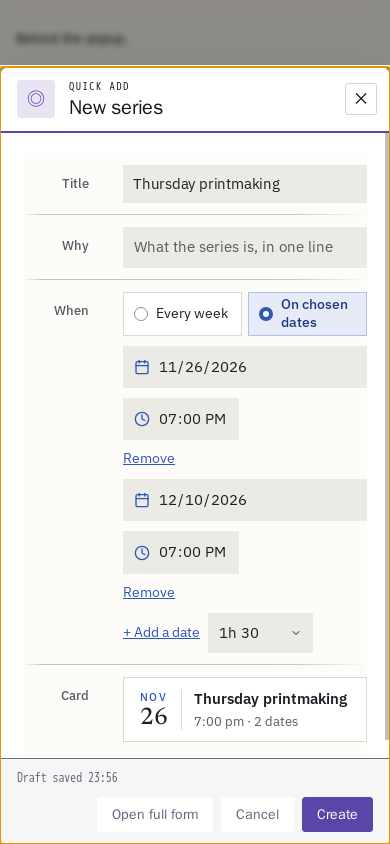 Behind the popup.
QUICK ADD
New series
Title
Thursday printmaking
Why
What the series is, in one line
When
Every week
On chosen
dates
11/26/2026
07:00 PM
Remove
12/10/2026
07:00 PM
Remove
+ Add a date
1h 30
Card
NOV
26
Thursday printmaking
7:00 pm · 2 dates
Draft saved 23:56
Open full form
Cancel
Create